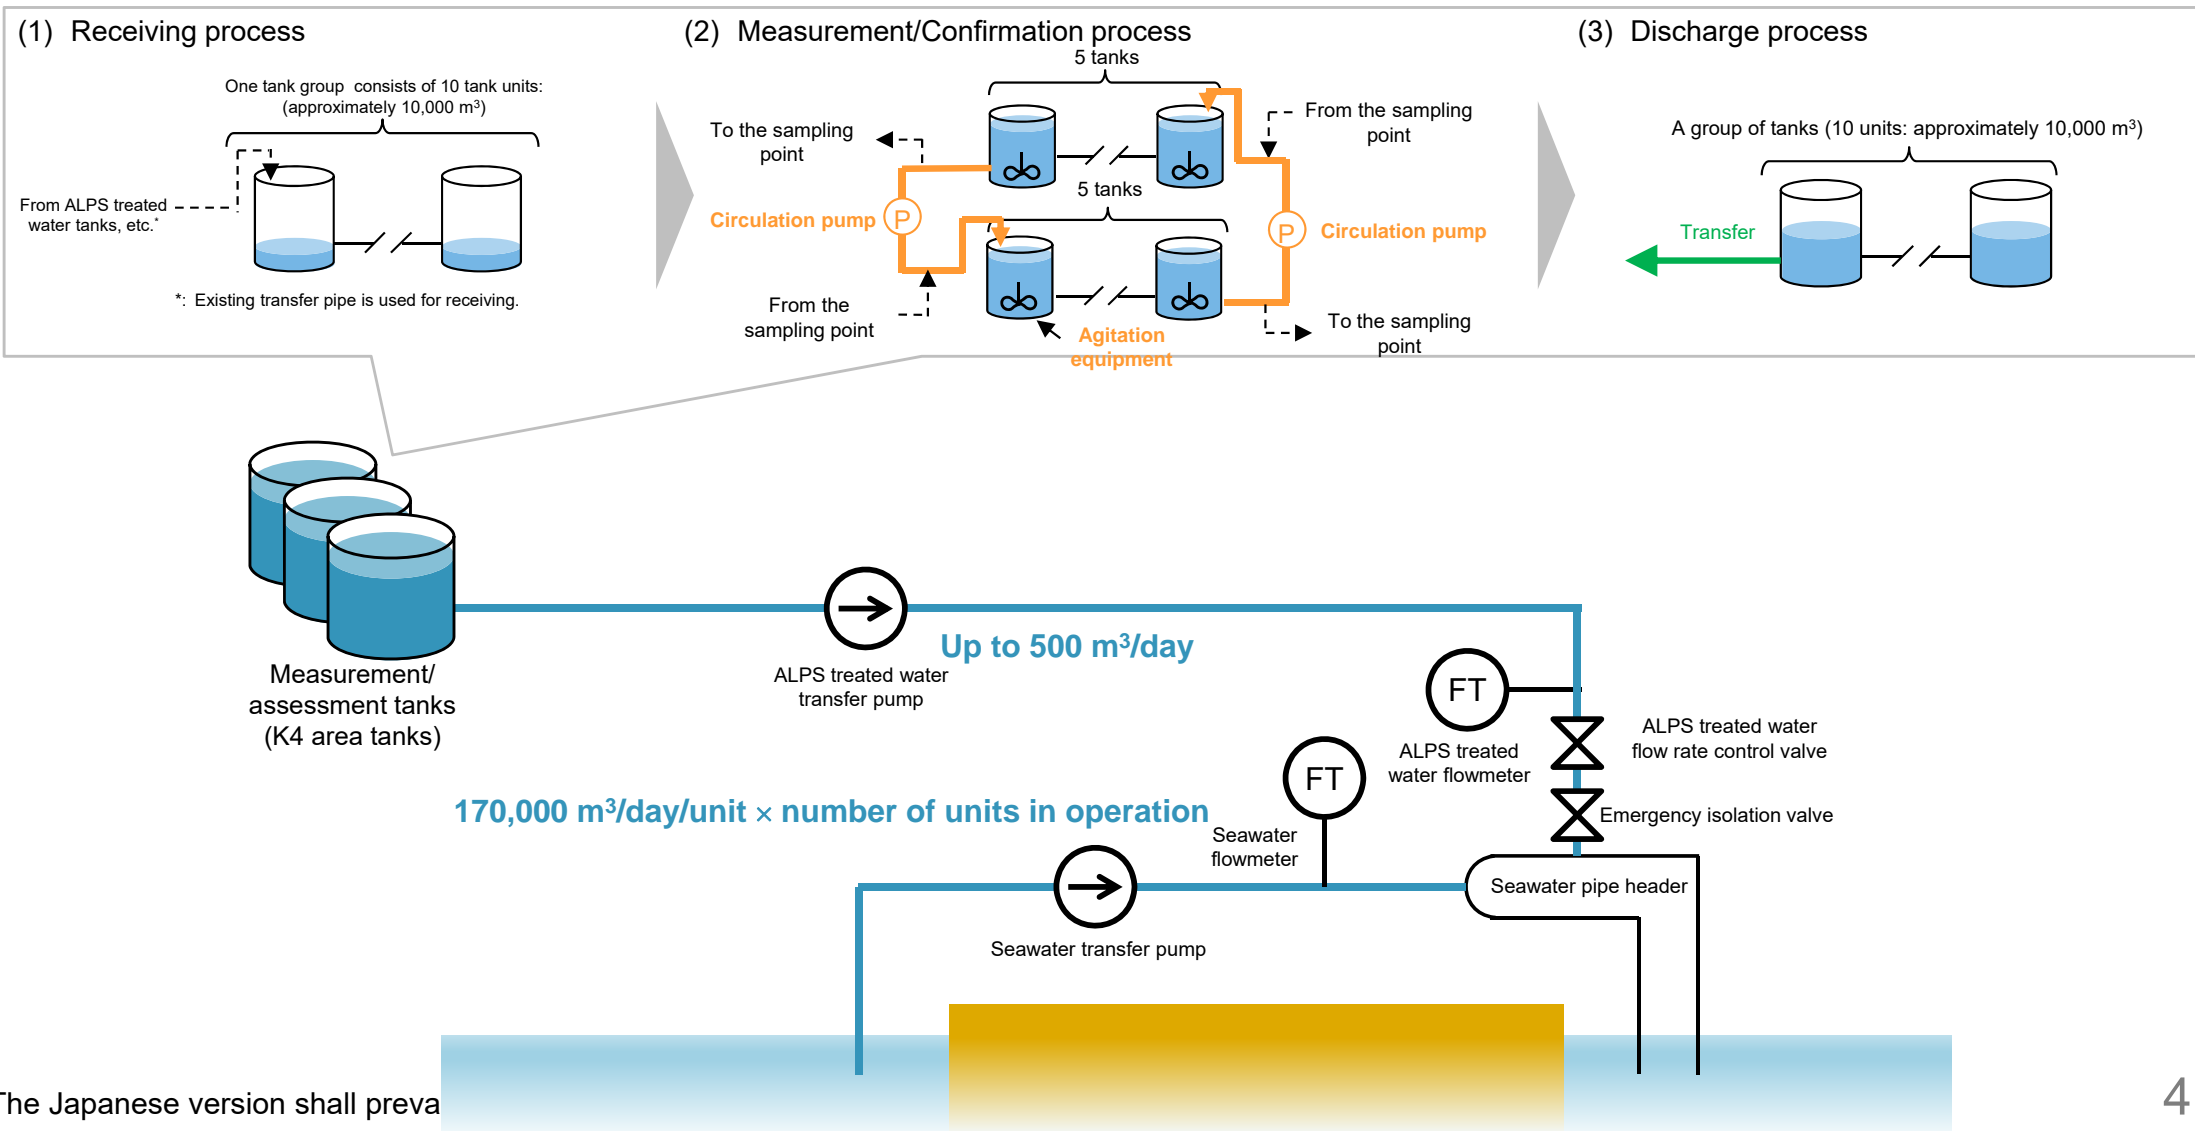 (1) Receiving process
One tank group consists of 10 tank units:
(approximately 10,000 m³)
From ALPS treated
water tanks, etc.*
*: Existing transfer pipe is used for receiving.
(2) Measurement/Confirmation process
5 tanks
To the sampling
point
From the sampling
point
5 tanks
Circulation pump
P
P
Circulation pump
From the
sampling point
Agitation
equipment
To the sampling
point
(3) Discharge process
A group of tanks (10 units: approximately 10,000 m³)
Transfer
Measurement/
assessment tanks
(K4 area tanks)
Up to 500 m³/day
ALPS treated water
transfer pump
FT
ALPS treated
water flowmeter
ALPS treated water
flow rate control valve
FT
170,000 m³/day/unit × number of units in operation
Seawater
flowmeter
Emergency isolation valve
Seawater pipe header
Seawater transfer pump
The Japanese version shall preva
4